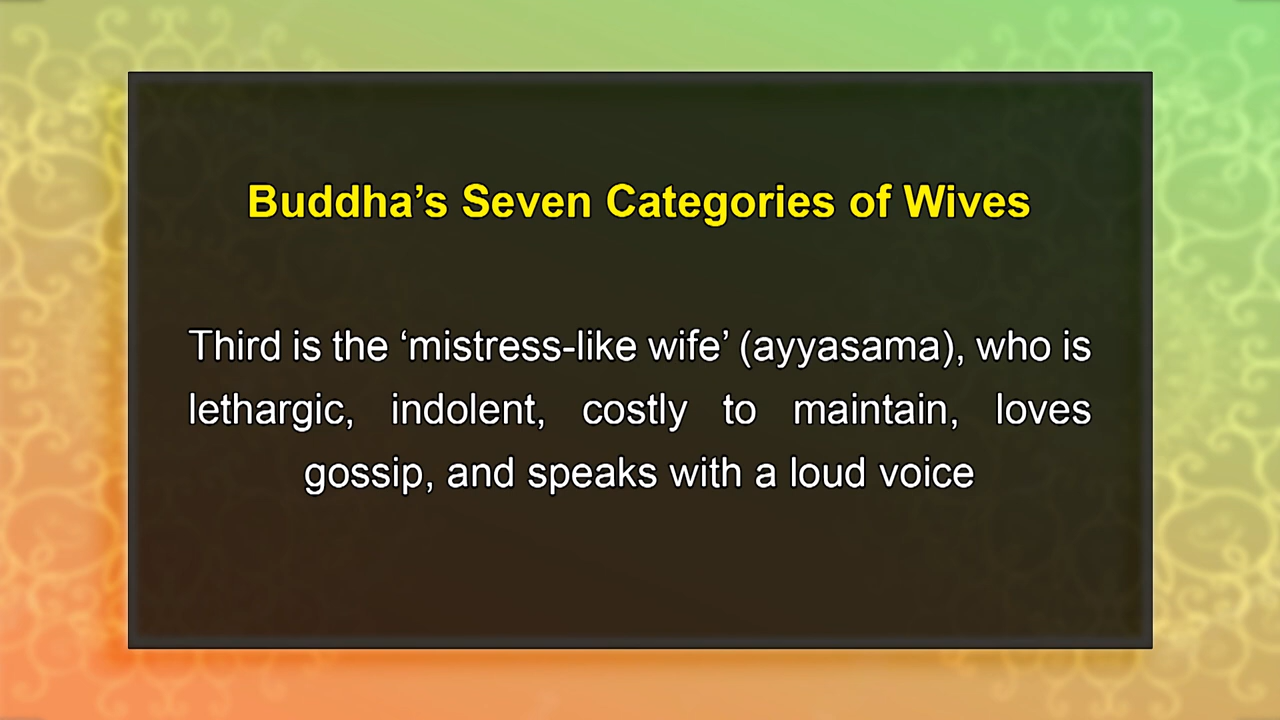 Buddha’s Seven Categories of Wives
Third is the ‘mistress-like wife’ (ayyasama), who is
lethargic, indolent, costly to maintain, loves
gossip, and speaks with a loud voice